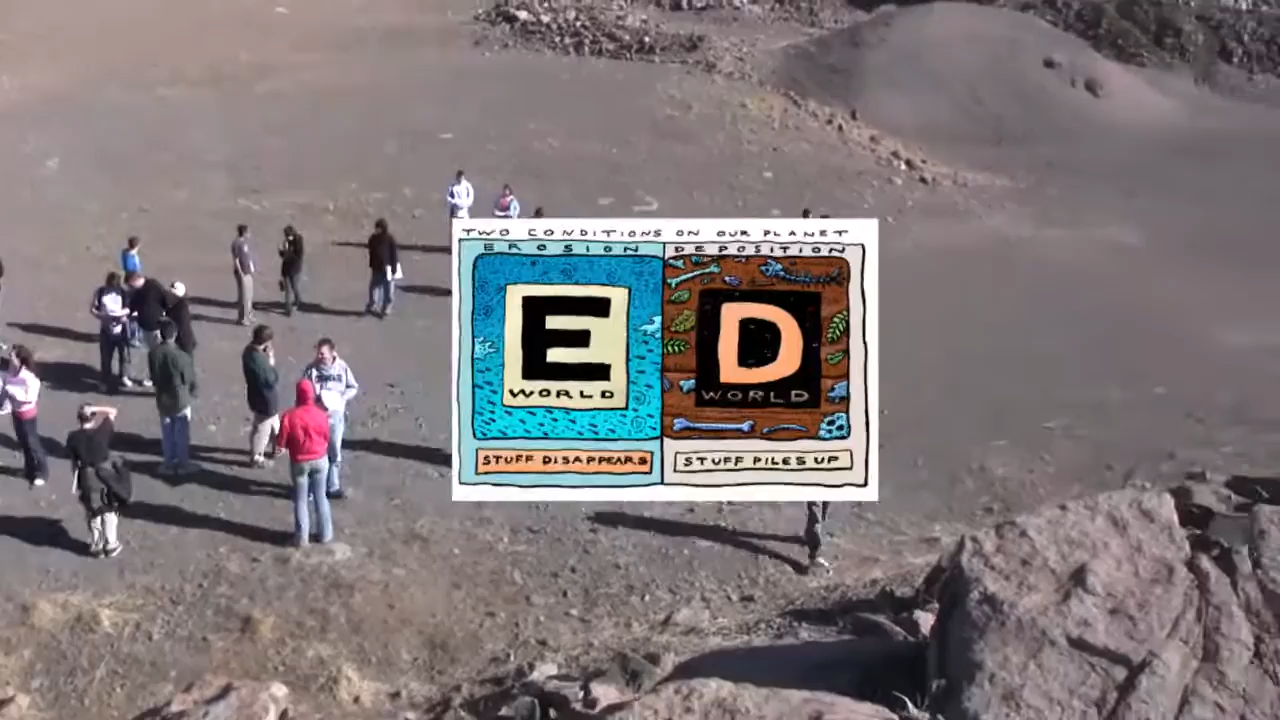 TWO CONDITIONS ON OUR PLANET
EROSION DEPOSITION
E D
WORLD WORLD
STUFF DISAPPEARS STUFF PILES UP